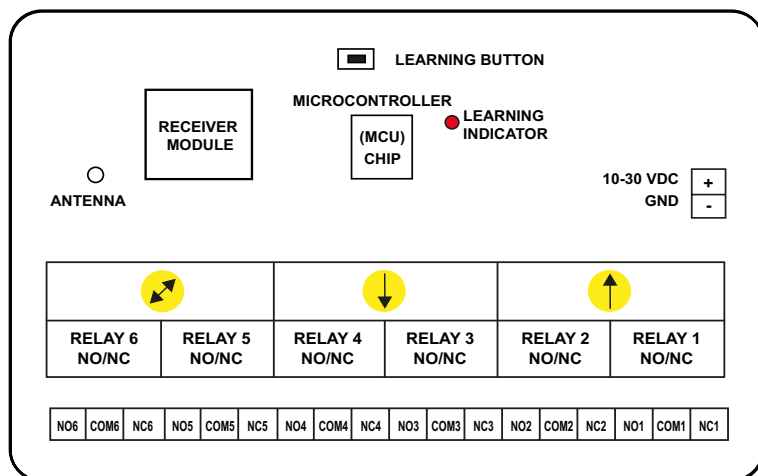 LEARNING BUTTON
MICROCONTROLLER
LEARNING
INDICATOR
RECEIVER
MODULE
(MCU)
CHIP
ANTENNA
10-30 VDC +
GND -
RELAY 6 RELAY 5 RELAY 4 RELAY 3 RELAY 2 RELAY 1
NO/NC NO/NC NO/NC NO/NC NO/NC NO/NC
NO6 COM6 NC6 NO5 COM5 NC5 NO4 COM4 NC4 NO3 COM3 NC3 NO2 COM2 NC2 NO1 COM1 NC1